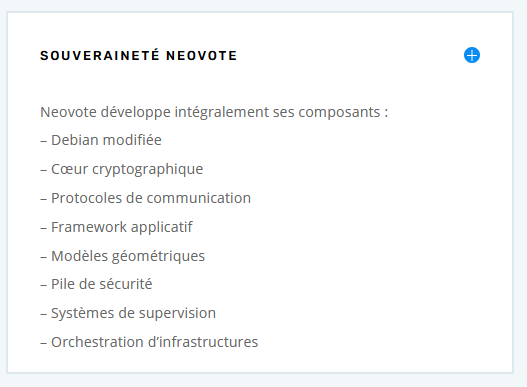 SOUVERAINETÉ NEOVOTE
Neovote développe intégralement ses composants :
– Debian modifiée
– Cœur cryptographique
– Protocoles de communication
– Framework applicatif
– Modèles géométriques
– Pile de sécurité
– Systèmes de supervision
– Orchestration d’infrastructures